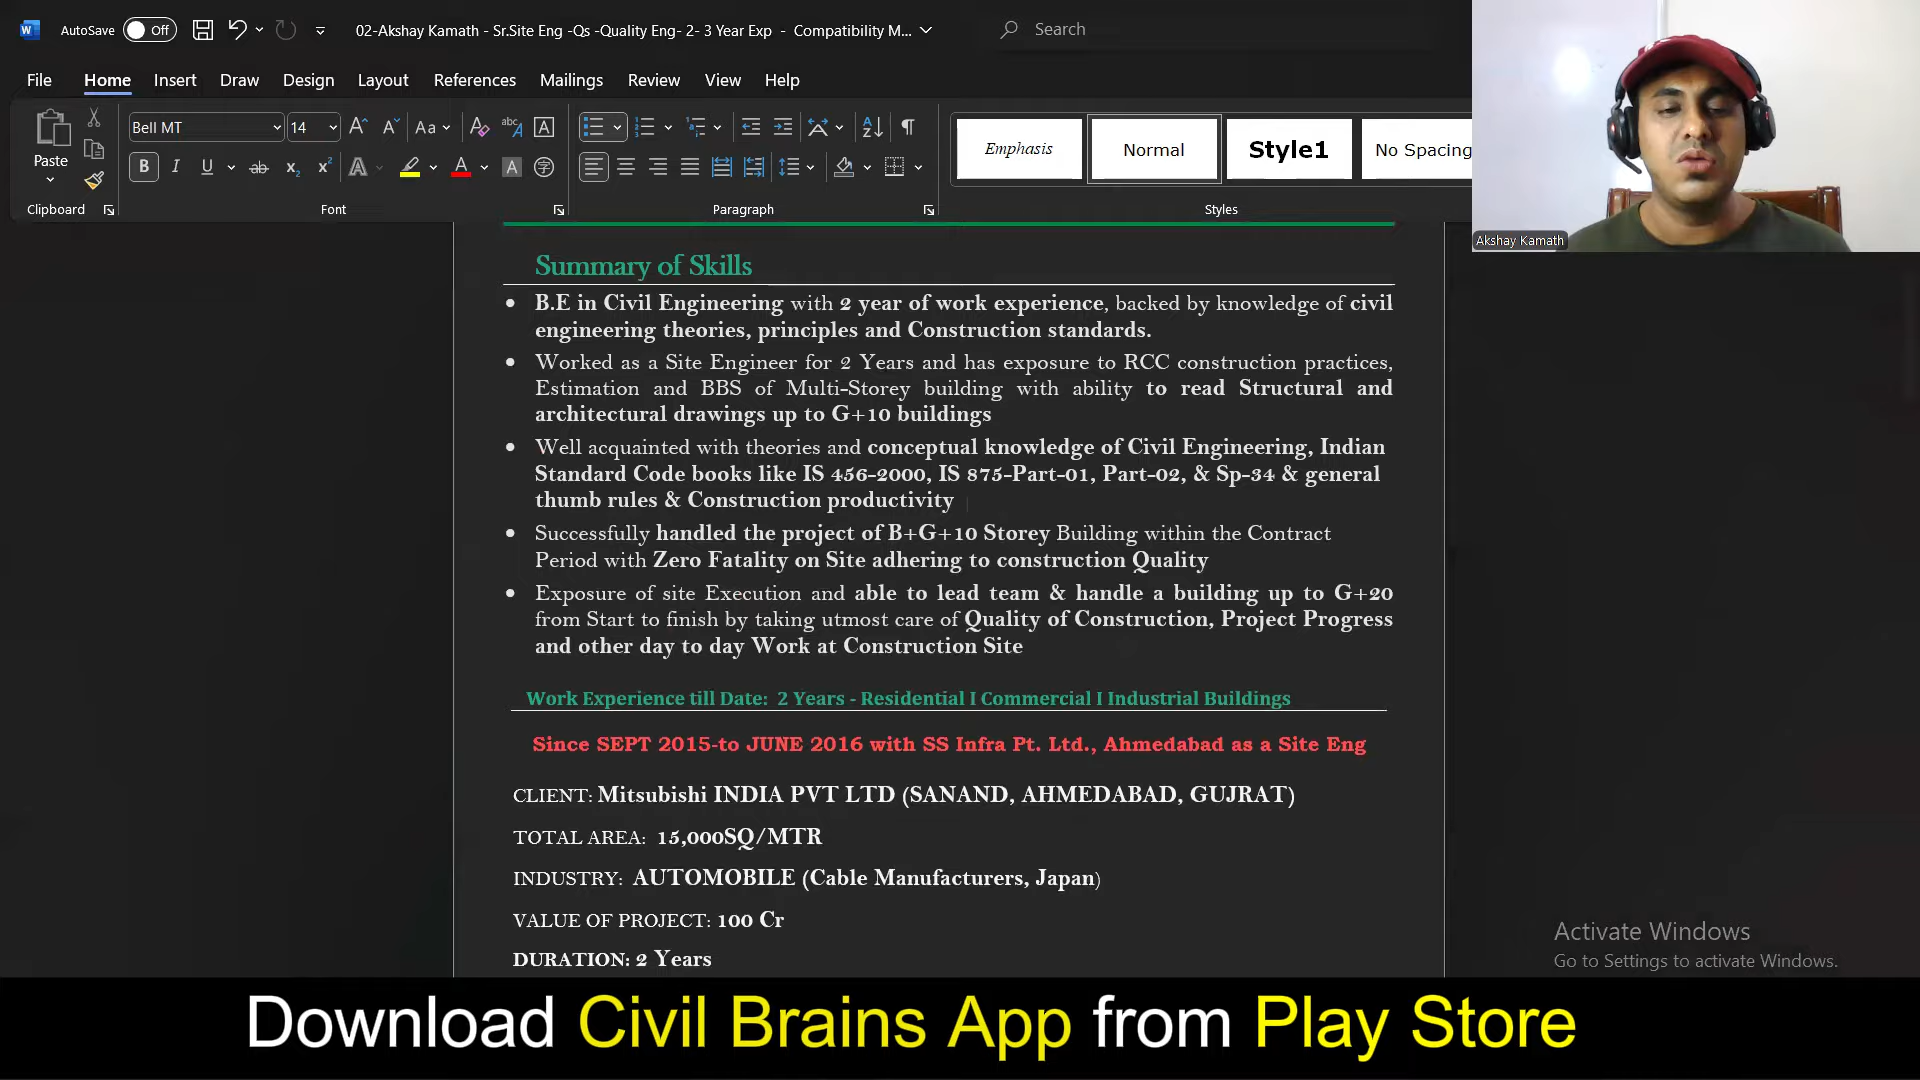 AutoSave Off 02-Akshay Kamath - Sr.Site Eng -Qs -Quality Eng- 2- 3 Year Exp - Compatibility M... Search
File Home Insert Draw Design Layout References Mailings Review View Help
Paste
Bell MT 14
Emphasis Normal Style1 No Spacing
Clipboard Font Paragraph Styles
Akshay Kamath
Summary of Skills
• B.E in Civil Engineering with 2 year of work experience, backed by knowledge of civil
engineering theories, principles and Construction standards.
• Worked as a Site Engineer for 2 Years and has exposure to RCC construction practices,
Estimation and BBS of Multi-Storey building with ability to read Structural and
architectural drawings up to G+10 buildings
• Well acquainted with theories and conceptual knowledge of Civil Engineering, Indian
Standard Code books like IS 456-2000, IS 875-Part-01, Part-02, & Sp-34 & general
thumb rules & Construction productivity
• Successfully handled the project of B+G+10 Storey Building within the Contract
Period with Zero Fatality on Site adhering to construction Quality
• Exposure of site Execution and able to lead team & handle a building up to G+20
from Start to finish by taking utmost care of Quality of Construction, Project Progress
and other day to day Work at Construction Site
Work Experience till Date: 2 Years - Residential I Commercial I Industrial Buildings
Since SEPT 2015-to JUNE 2016 with SS Infra Pt. Ltd., Ahmedabad as a Site Eng
CLIENT: Mitsubishi INDIA PVT LTD (SANAND, AHMEDABAD, GUJRAT)
TOTAL AREA: 15,000SQ/MTR
INDUSTRY: AUTOMOBILE (Cable Manufacturers, Japan)
VALUE OF PROJECT: 100 Cr
DURATION: 2 Years
Activate Windows
Go to Settings to activate Windows.
Download Civil Brains App from Play Store